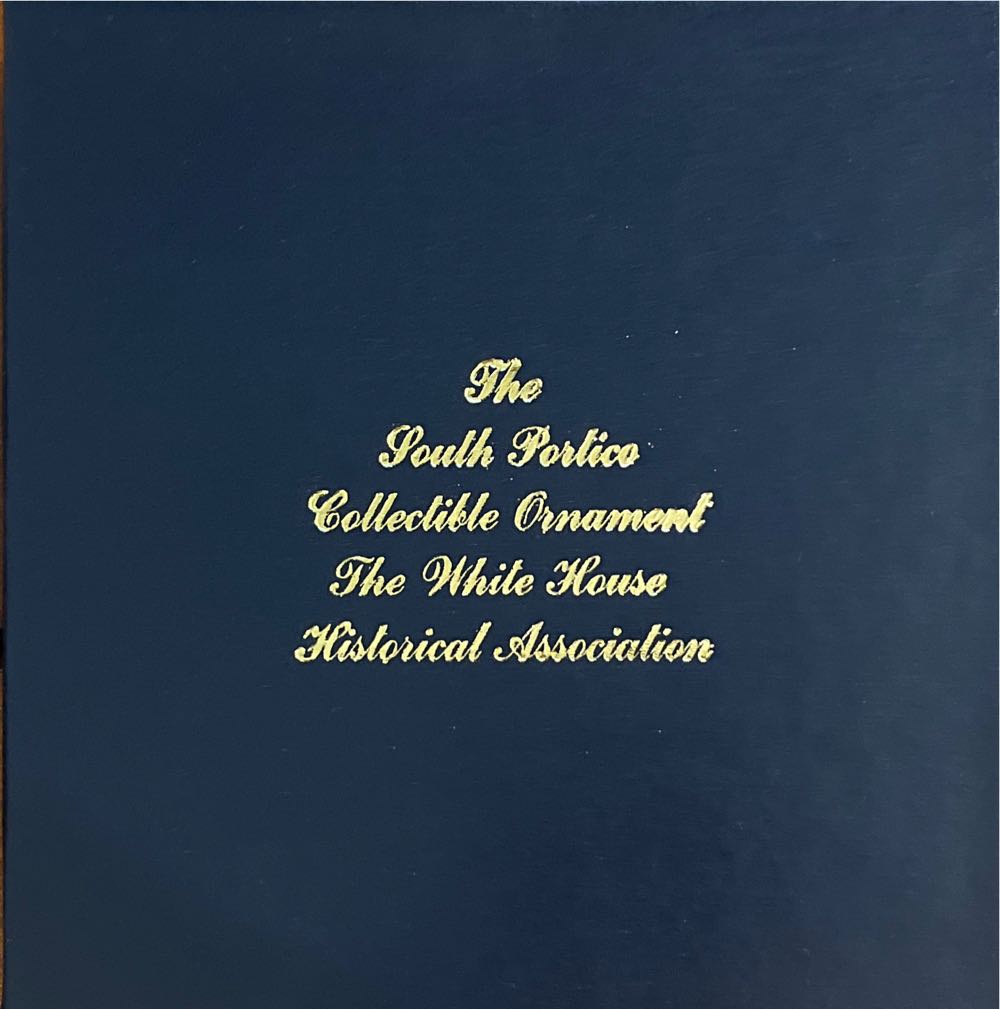 The
South Portico
Collectible Ornament
The White House
Historical Association